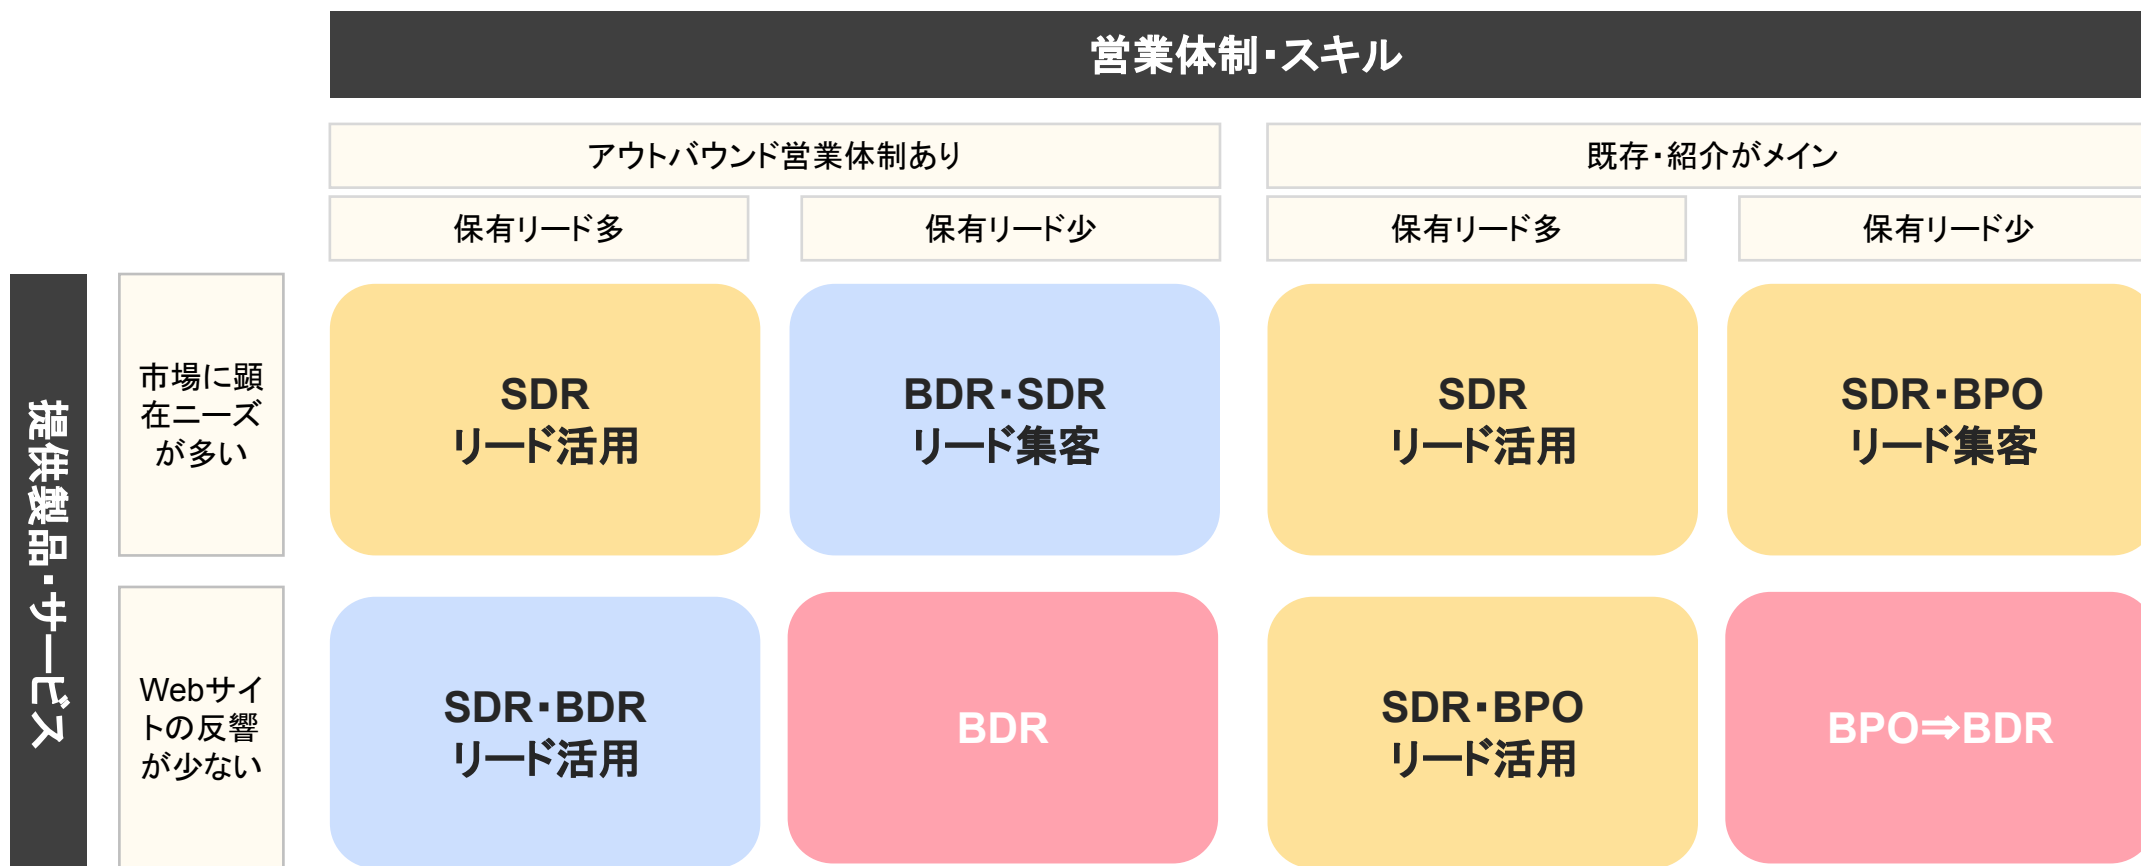 営業体制・スキル
アウトバウンド営業体制あり
既存・紹介がメイン
保有リード多
保有リード少
保有リード多
保有リード少
提供製品・サービス
市場に顕
在ニーズ
が多い
SDR
リード活用
BDR・SDR
リード集客
SDR
リード活用
SDR・BPO
リード集客
Webサイ
トの反響
が少ない
SDR・BDR
リード活用
BDR
SDR・BPO
リード活用
BPO⇒BDR